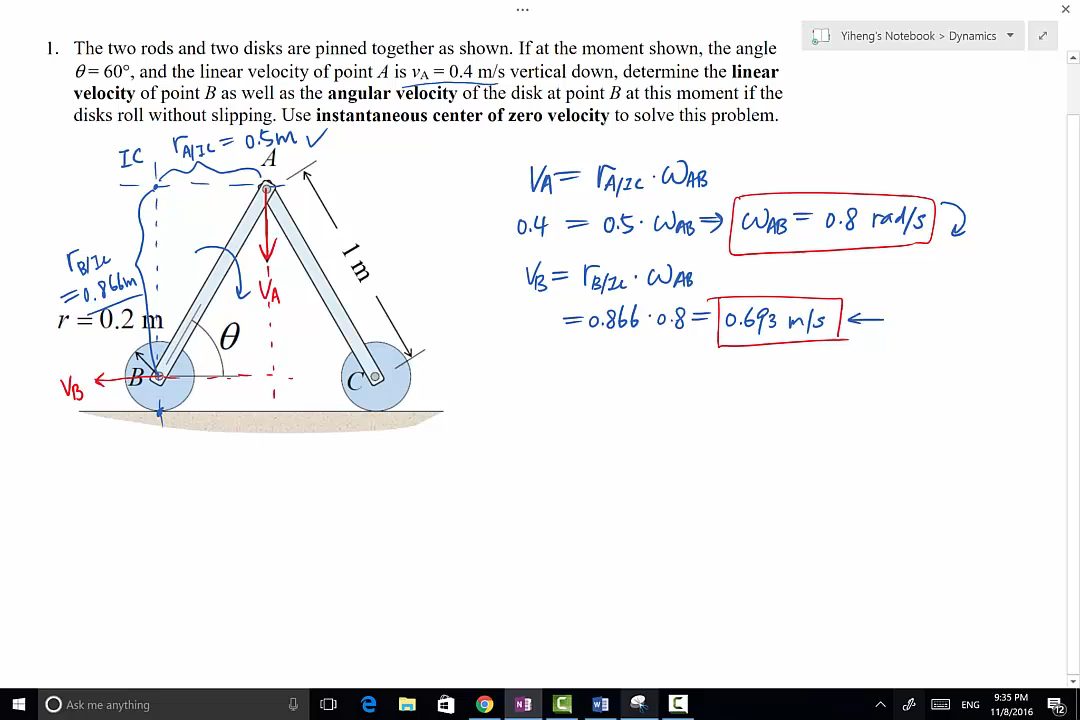 ...
Yiheng's Notebook > Dynamics
1. The two rods and two disks are pinned together as shown. If at the moment shown, the angle
θ = 60°, and the linear velocity of point A is vA = 0.4 m/s vertical down, determine the linear
velocity of point B as well as the angular velocity of the disk at point B at this moment if the
disks roll without slipping. Use instantaneous center of zero velocity to solve this problem.
IC
rA/IC = 0.5m ✓
A
VA = rA/IC · ωAB
0.4 = 0.5 · ωAB ⇒ ωAB = 0.8 rad/s
1 m
rB/IC
= 0.866m
VA
VB = rB/IC · ωAB
= 0.866 · 0.8 = 0.693 m/s ←
r = 0.2 m
θ
VB
B
C
Ask me anything
ENG
9:35 PM
11/8/2016
12